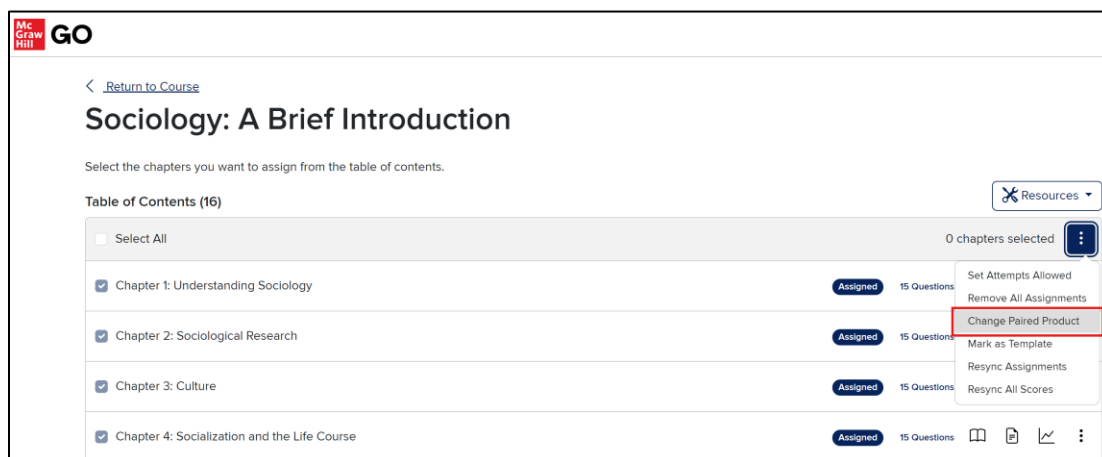 Mc
Graw
Hill
GO
Return to Course
Sociology: A Brief Introduction
Select the chapters you want to assign from the table of contents.
Table of Contents (16)
Resources
Select All
0 chapters selected
Set Attempts Allowed
Remove All Assignments
Change Paired Product
Mark as Template
Resync Assignments
Resync All Scores
Chapter 1: Understanding Sociology
Assigned
15 Questions
Chapter 2: Sociological Research
Assigned
15 Questions
Chapter 3: Culture
Assigned
15 Questions
Chapter 4: Socialization and the Life Course
Assigned
15 Questions